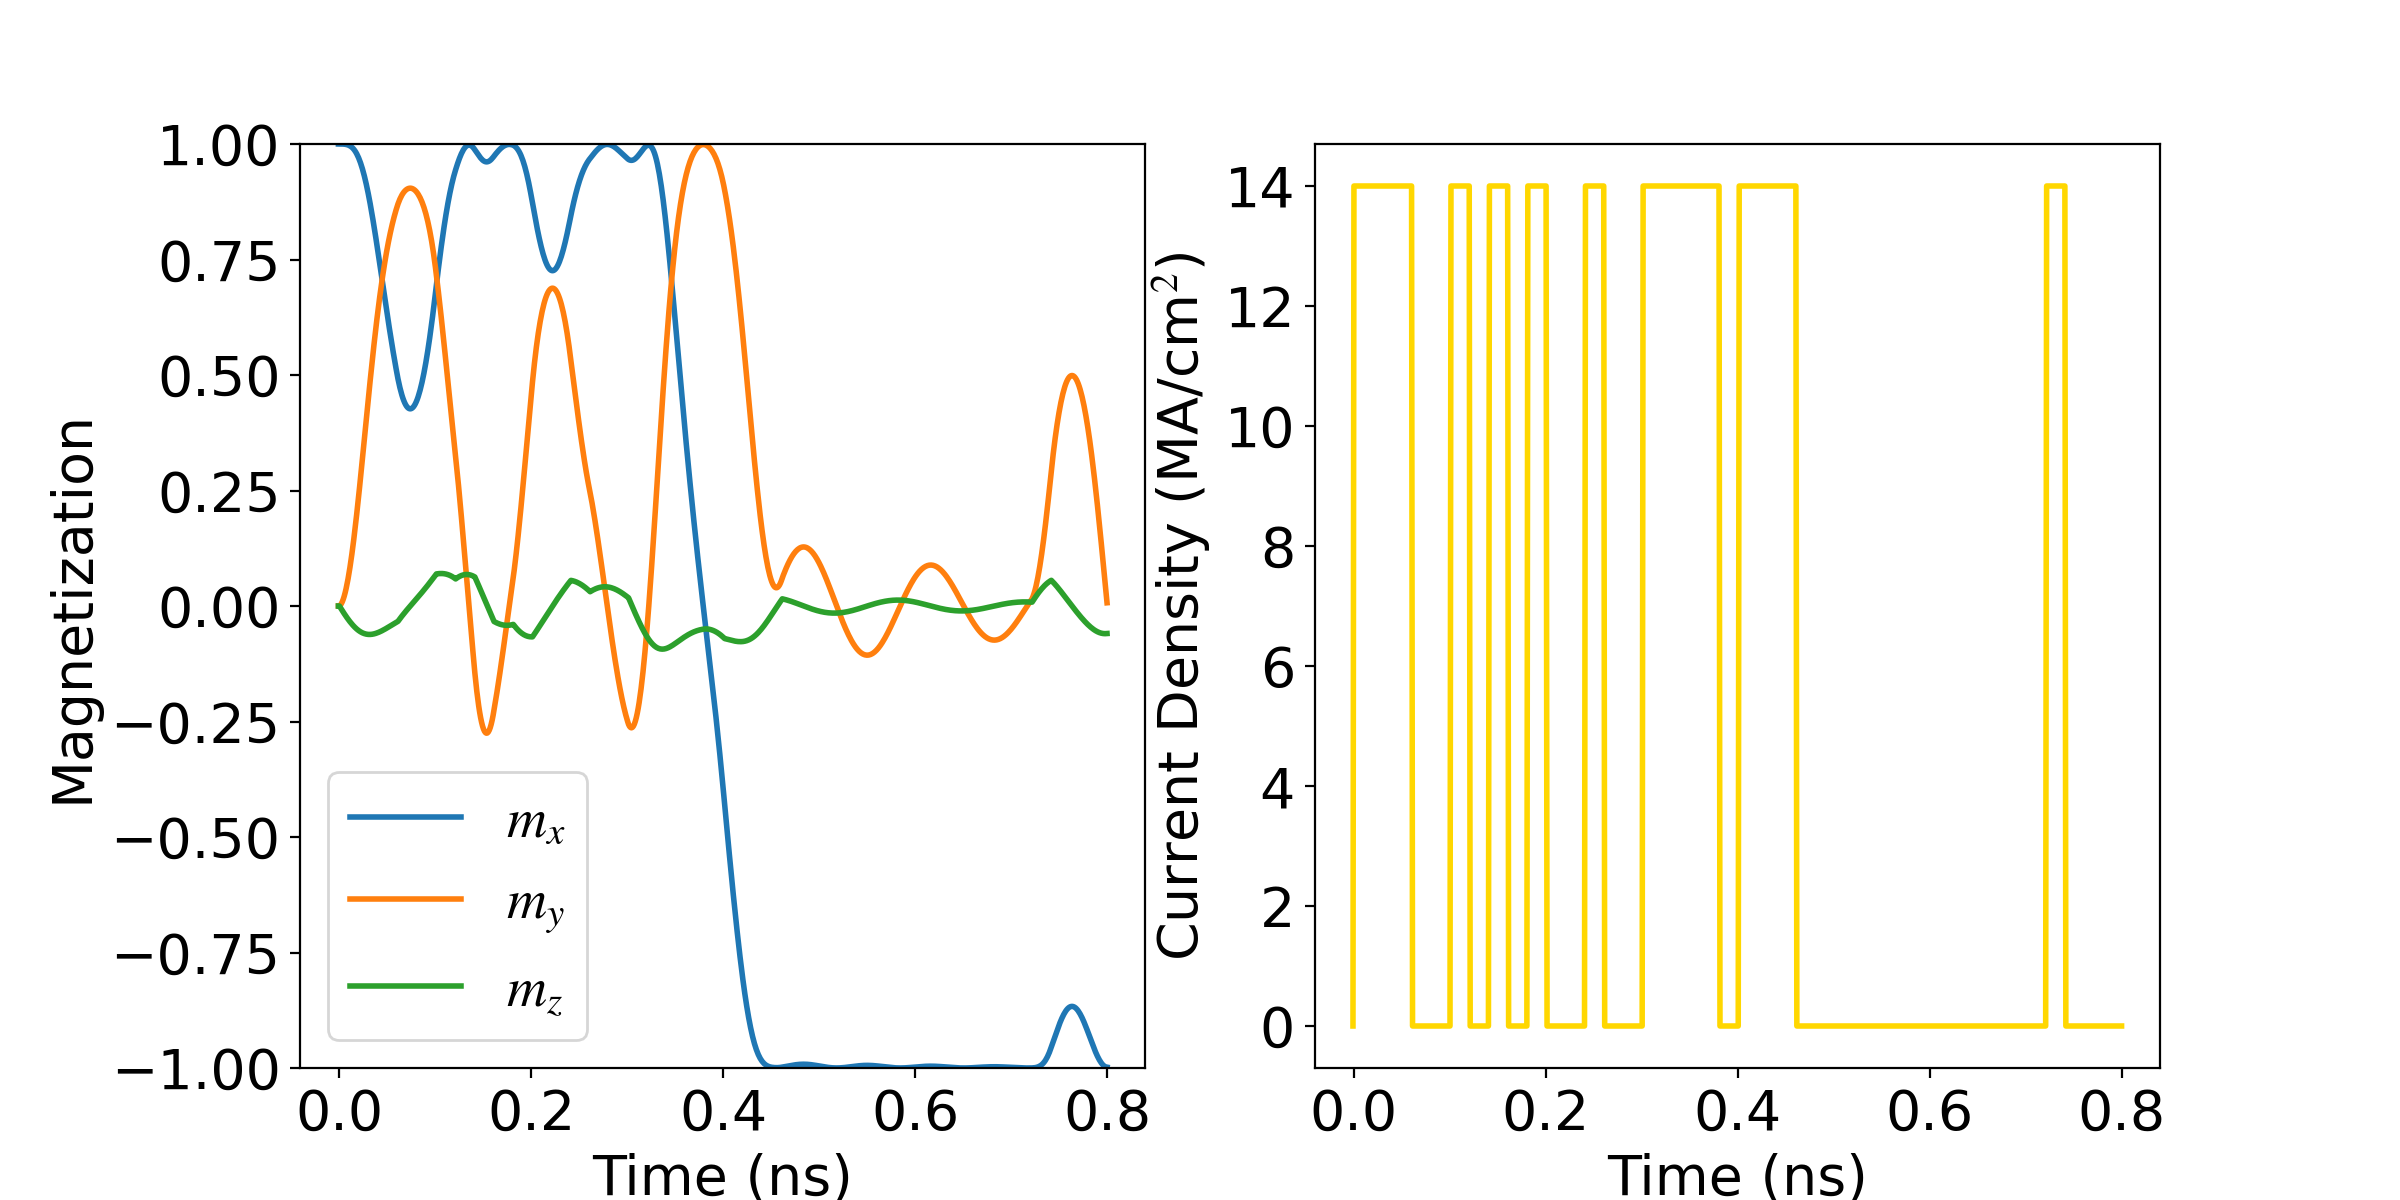 Magnetization
1.00
0.75
0.50
0.25
0.00
−0.25
−0.50
−0.75
−1.00
m_x
m_y
m_z
0.0 0.2 0.4 0.6 0.8
Time (ns)
Current Density (MA/cm²)
14
12
10
8
6
4
2
0
0.0 0.2 0.4 0.6 0.8
Time (ns)